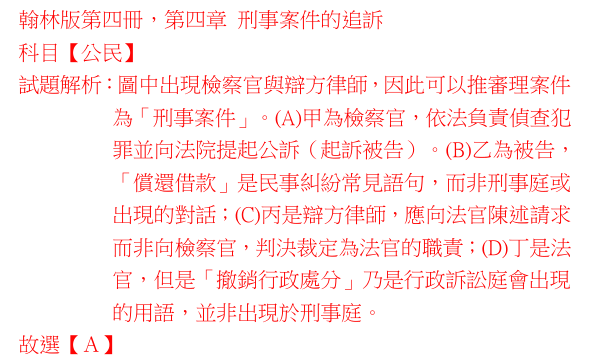 翰林版第四冊，第四章 刑事案件的追訴
科目【公民】
試題解析：圖中出現檢察官與辯方律師，因此可以推審理案件
為「刑事案件」。(A)甲為檢察官，依法負責偵查犯
罪並向法院提起公訴（起訴被告）。(B)乙為被告，
「償還借款」是民事糾紛常見語句，而非刑事庭或
出現的對話；(C)丙是辯方律師，應向法官陳述請求
而非向檢察官，判決裁定為法官的職責；(D)丁是法
官，但是「撤銷行政處分」乃是行政訴訟庭會出現
的用語，並非出現於刑事庭。
故選【Ａ】